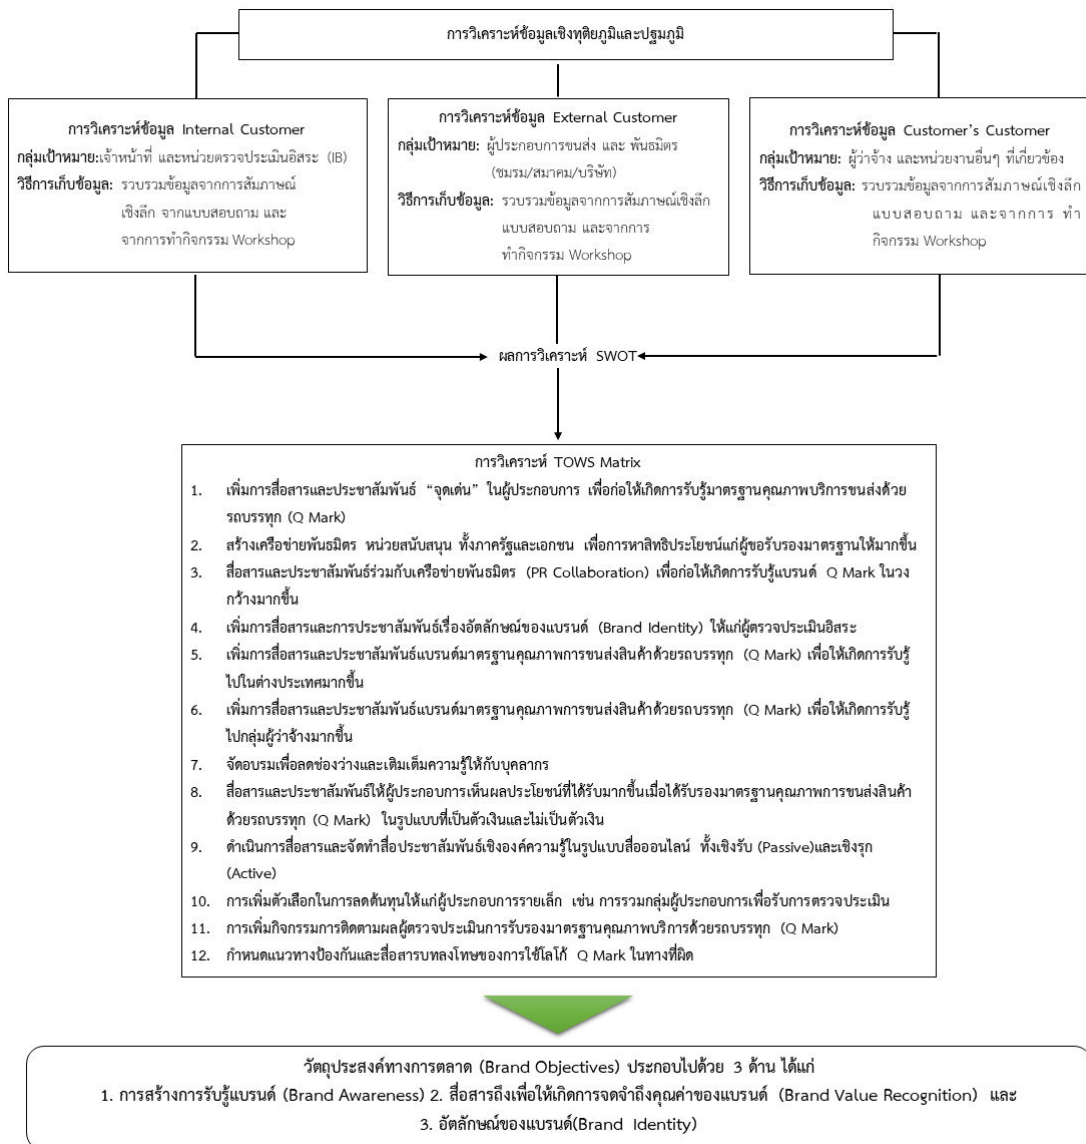 การวิเคราะห์ข้อมูลเชิงทุติยภูมิและปฐมภูมิ
การวิเคราะห์ข้อมูล Internal Customer
กลุ่มเป้าหมาย:เจ้าหน้าที่ และหน่วยตรวจประเมินอิสระ (IB)
วิธีการเก็บข้อมูล: รวบรวมข้อมูลจากการสัมภาษณ์
เชิงลึก จากแบบสอบถาม และ
จากการทำกิจกรรม Workshop
การวิเคราะห์ข้อมูล External Customer
กลุ่มเป้าหมาย: ผู้ประกอบการขนส่ง และ พันธมิตร
(ชมรม/สมาคม/บริษัท)
วิธีการเก็บข้อมูล: รวบรวมข้อมูลจากการสัมภาษณ์เชิงลึก
แบบสอบถาม และจากการ
ทำกิจกรรม Workshop
การวิเคราะห์ข้อมูล Customer's Customer
กลุ่มเป้าหมาย: ผู้ว่าจ้าง และหน่วยงานอื่นๆ ที่เกี่ยวข้อง
วิธีการเก็บข้อมูล: รวบรวมข้อมูลจากการสัมภาษณ์เชิงลึก
แบบสอบถาม และจากการ ทำ
กิจกรรม Workshop
ผลการวิเคราะห์ SWOT
การวิเคราะห์ TOWS Matrix
1. เพิ่มการสื่อสารและประชาสัมพันธ์ “จุดเด่น” ในผู้ประกอบการ เพื่อก่อให้เกิดการรับรู้มาตรฐานคุณภาพบริการขนส่งด้วย
รถบรรทุก (Q Mark)
2. สร้างเครือข่ายพันธมิตร หน่วยสนับสนุน ทั้งภาครัฐและเอกชน เพื่อการหาสิทธิประโยชน์แก่ผู้ขอรับรองมาตรฐานให้มากขึ้น
3. สื่อสารและประชาสัมพันธ์ร่วมกับเครือข่ายพันธมิตร (PR Collaboration) เพื่อก่อให้เกิดการรับรู้แบรนด์ Q Mark ในวง
กว้างมากขึ้น
4. เพิ่มการสื่อสารและการประชาสัมพันธ์เรื่องอัตลักษณ์ของแบรนด์ (Brand Identity) ให้แก่ผู้ตรวจประเมินอิสระ
5. เพิ่มการสื่อสารและประชาสัมพันธ์แบรนด์มาตรฐานคุณภาพการขนส่งสินค้าด้วยรถบรรทุก (Q Mark) เพื่อให้เกิดการรับรู้
ไปในต่างประเทศมากขึ้น
6. เพิ่มการสื่อสารและประชาสัมพันธ์แบรนด์มาตรฐานคุณภาพการขนส่งสินค้าด้วยรถบรรทุก (Q Mark) เพื่อให้เกิดการรับรู้
ไปกลุ่มผู้ว่าจ้างมากขึ้น
7. จัดอบรมเพื่อลดช่องว่างและเติมเต็มความรู้ให้กับบุคลากร
8. สื่อสารและประชาสัมพันธ์ให้ผู้ประกอบการเห็นผลประโยชน์ที่ได้รับมากขึ้นเมื่อได้รับรองมาตรฐานคุณภาพการขนส่งสินค้า
ด้วยรถบรรทุก (Q Mark) ในรูปแบบที่เป็นตัวเงินและไม่เป็นตัวเงิน
9. ดำเนินการสื่อสารและจัดทำสื่อประชาสัมพันธ์เชิงองค์ความรู้ในรูปแบบสื่อออนไลน์ ทั้งเชิงรับ (Passive)และเชิงรุก
(Active)
10. การเพิ่มตัวเลือกในการลดต้นทุนให้แก่ผู้ประกอบการรายเล็ก เช่น การรวมกลุ่มผู้ประกอบการเพื่อรับการตรวจประเมิน
11. การเพิ่มกิจกรรมการติดตามผลผู้ตรวจประเมินการรับรองมาตรฐานคุณภาพบริการด้วยรถบรรทุก (Q Mark)
12. กำหนดแนวทางป้องกันและสื่อสารบทลงโทษของการใช้โลโก้ Q Mark ในทางที่ผิด
วัตถุประสงค์ทางการตลาด (Brand Objectives) ประกอบไปด้วย 3 ด้าน ได้แก่
1. การสร้างการรับรู้แบรนด์ (Brand Awareness) 2. สื่อสารถึงเพื่อให้เกิดการจดจำถึงคุณค่าของแบรนด์ (Brand Value Recognition) และ
3. อัตลักษณ์ของแบรนด์(Brand Identity)